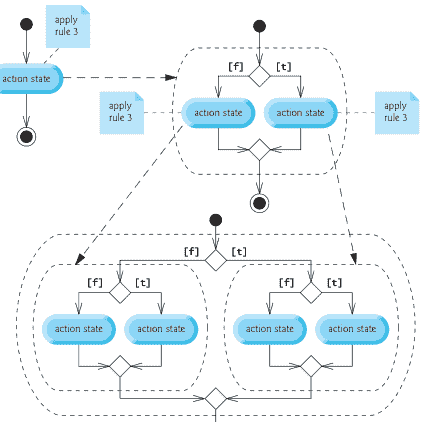 apply
rule 3
action state
[f] [t]
apply
rule 3
action state
action state
apply
rule 3
[f] [t]
[f] [t]
[f] [t]
action state
action state
action state
action state